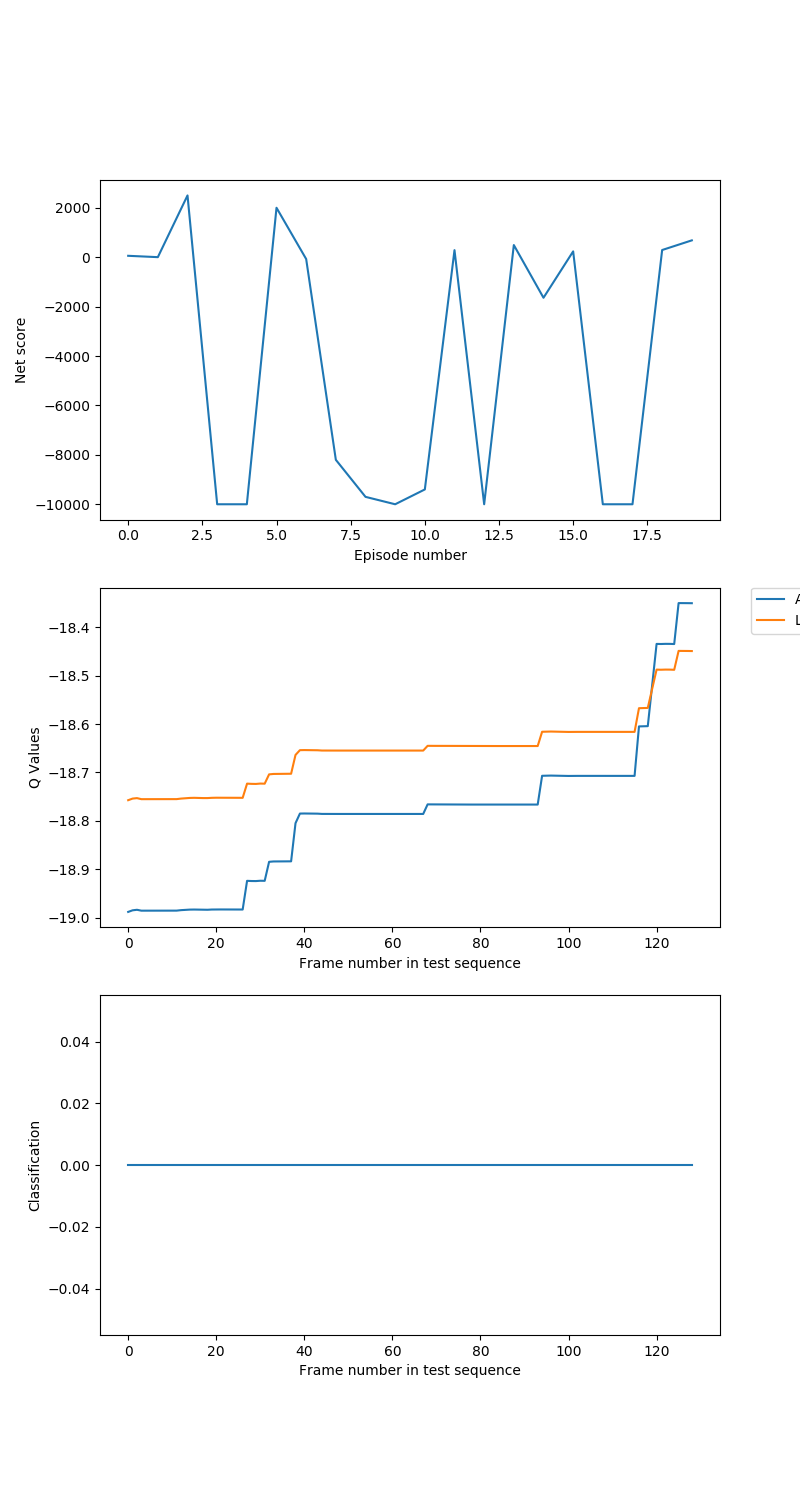 2000
0
−2000
−4000
−6000
−8000
−10000
Net score
0.0 2.5 5.0 7.5 10.0 12.5 15.0 17.5
Episode number
−18.4
−18.5
−18.6
−18.7
−18.8
−18.9
−19.0
Q Values
0 20 40 60 80 100 120
Frame number in test sequence
0.04
0.02
0.00
−0.02
−0.04
Classification
0 20 40 60 80 100 120
Frame number in test sequence